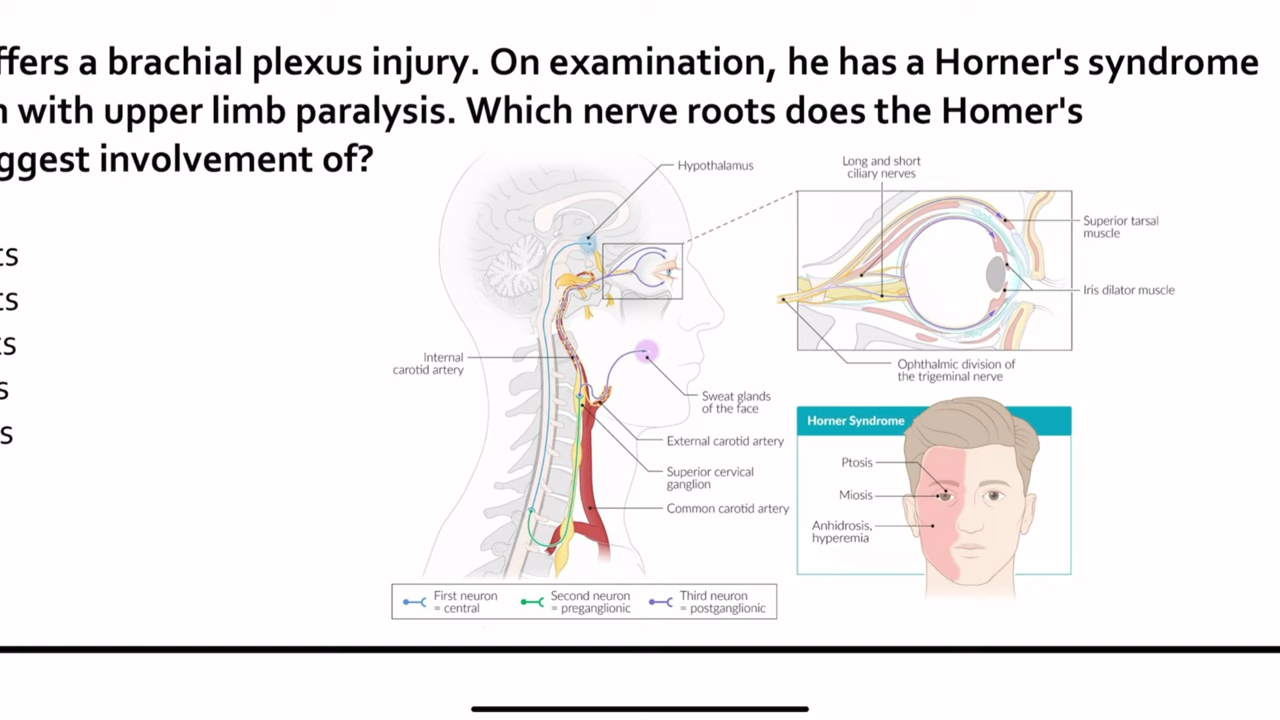 ffers a brachial plexus injury. On examination, he has a Horner's syndrome
n with upper limb paralysis. Which nerve roots does the Homer's
ggest involvement of?
ts
ts
ts
s
s
Hypothalamus
Internal
carotid artery
Sweat glands
of the face
External carotid artery
Superior cervical
ganglion
Common carotid artery
First neuron
= central
Second neuron
= preganglionic
Third neuron
= postganglionic
Long and short
ciliary nerves
Superior tarsal
muscle
Iris dilator muscle
Ophthalmic division of
the trigeminal nerve
Horner Syndrome
Ptosis
Miosis
Anhidrosis,
hyperemia